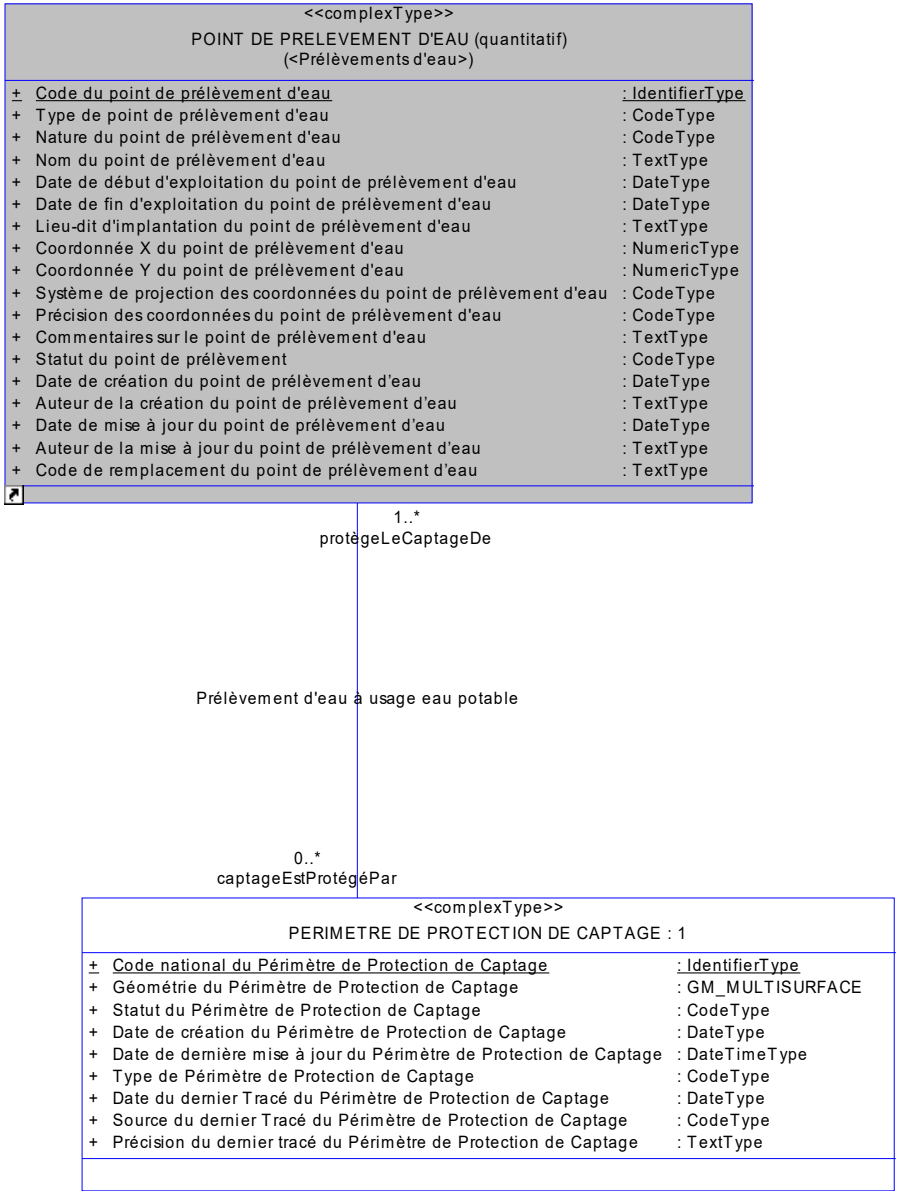 <<complexType>>
POINT DE PRELEVEMENT D'EAU (quantitatif)
(<Prélèvements d'eau>)
+ Code du point de prélèvement d'eau : IdentifierType
+ Type de point de prélèvement d'eau : CodeType
+ Nature du point de prélèvement d'eau : CodeType
+ Nom du point de prélèvement d'eau : TextType
+ Date de début d'exploitation du point de prélèvement d'eau : DateType
+ Date de fin d'exploitation du point de prélèvement d'eau : DateType
+ Lieu-dit d'implantation du point de prélèvement d'eau : TextType
+ Coordonnée X du point de prélèvement d'eau : NumericType
+ Coordonnée Y du point de prélèvement d'eau : NumericType
+ Système de projection des coordonnées du point de prélèvement d'eau : CodeType
+ Précision des coordonnées du point de prélèvement d'eau : CodeType
+ Commentaires sur le point de prélèvement d'eau : TextType
+ Statut du point de prélèvement : CodeType
+ Date de création du point de prélèvement d’eau : DateType
+ Auteur de la création du point de prélèvement d’eau : TextType
+ Date de mise à jour du point de prélèvement d’eau : DateType
+ Auteur de la mise à jour du point de prélèvement d’eau : TextType
+ Code de remplacement du point de prélèvement d’eau : TextType
1..*
protègeLeCaptageDe
Prélèvement d'eau à usage eau potable
0..*
captageEstProtégéPar
<<complexType>>
PERIMETRE DE PROTECTION DE CAPTAGE : 1
+ Code national du Périmètre de Protection de Captage : IdentifierType
+ Géométrie du Périmètre de Protection de Captage : GM_MULTISURFACE
+ Statut du Périmètre de Protection de Captage : CodeType
+ Date de création du Périmètre de Protection de Captage : DateType
+ Date de dernière mise à jour du Périmètre de Protection de Captage : DateTimeType
+ Type de Périmètre de Protection de Captage : CodeType
+ Date du dernier Tracé du Périmètre de Protection de Captage : DateType
+ Source du dernier Tracé du Périmètre de Protection de Captage : CodeType
+ Précision du dernier tracé du Périmètre de Protection de Captage : TextType